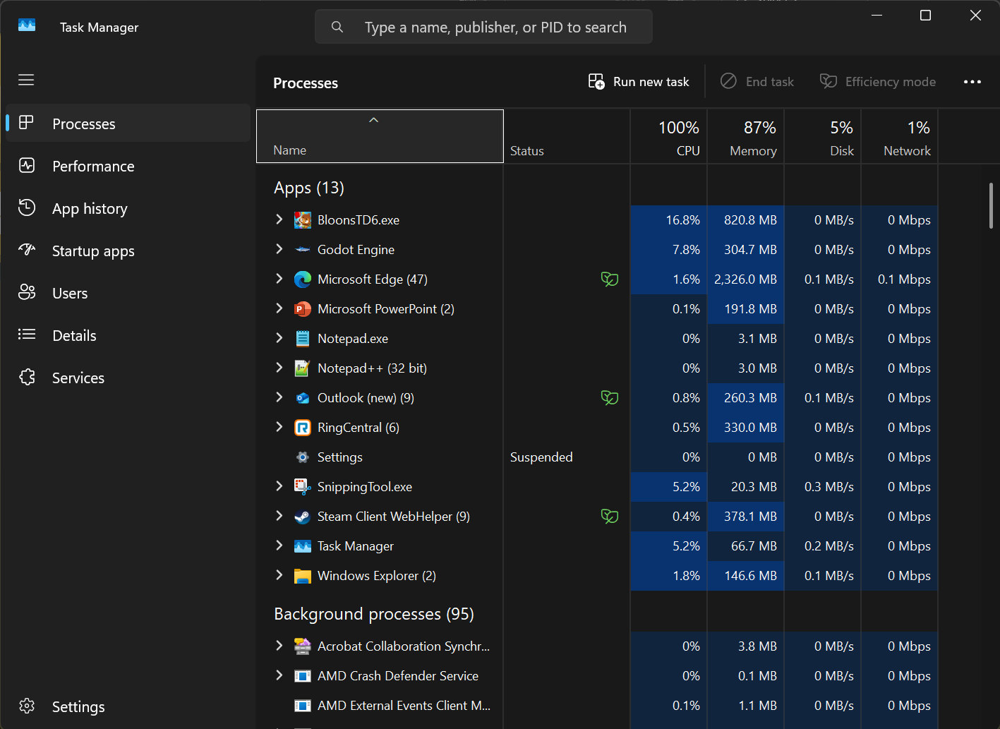 Task Manager
Type a name, publisher, or PID to search
Processes
Run new task
End task
Efficiency mode
Processes
Performance
App history
Startup apps
Users
Details
Services
Settings
Name Status 100% CPU 87% Memory 5% Disk 1% Network
Apps (13)
BloonsTD6.exe 16.8% 820.8 MB 0 MB/s 0 Mbps
Godot Engine 7.8% 304.7 MB 0 MB/s 0 Mbps
Microsoft Edge (47) 1.6% 2,326.0 MB 0.1 MB/s 0.1 Mbps
Microsoft PowerPoint (2) 0.1% 191.8 MB 0 MB/s 0 Mbps
Notepad.exe 0% 3.1 MB 0 MB/s 0 Mbps
Notepad++ (32 bit) 0% 3.0 MB 0 MB/s 0 Mbps
Outlook (new) (9) 0.8% 260.3 MB 0.1 MB/s 0 Mbps
RingCentral (6) 0.5% 330.0 MB 0 MB/s 0 Mbps
Settings Suspended 0% 0 MB 0 MB/s 0 Mbps
SnippingTool.exe 5.2% 20.3 MB 0.3 MB/s 0 Mbps
Steam Client WebHelper (9) 0.4% 378.1 MB 0 MB/s 0 Mbps
Task Manager 5.2% 66.7 MB 0.2 MB/s 0 Mbps
Windows Explorer (2) 1.8% 146.6 MB 0.1 MB/s 0 Mbps
Background processes (95)
Acrobat Collaboration Synchr... 0% 3.8 MB 0 MB/s 0 Mbps
AMD Crash Defender Service 0% 0.1 MB 0 MB/s 0 Mbps
AMD External Events Client M... 0.1% 1.1 MB 0 MB/s 0 Mbps